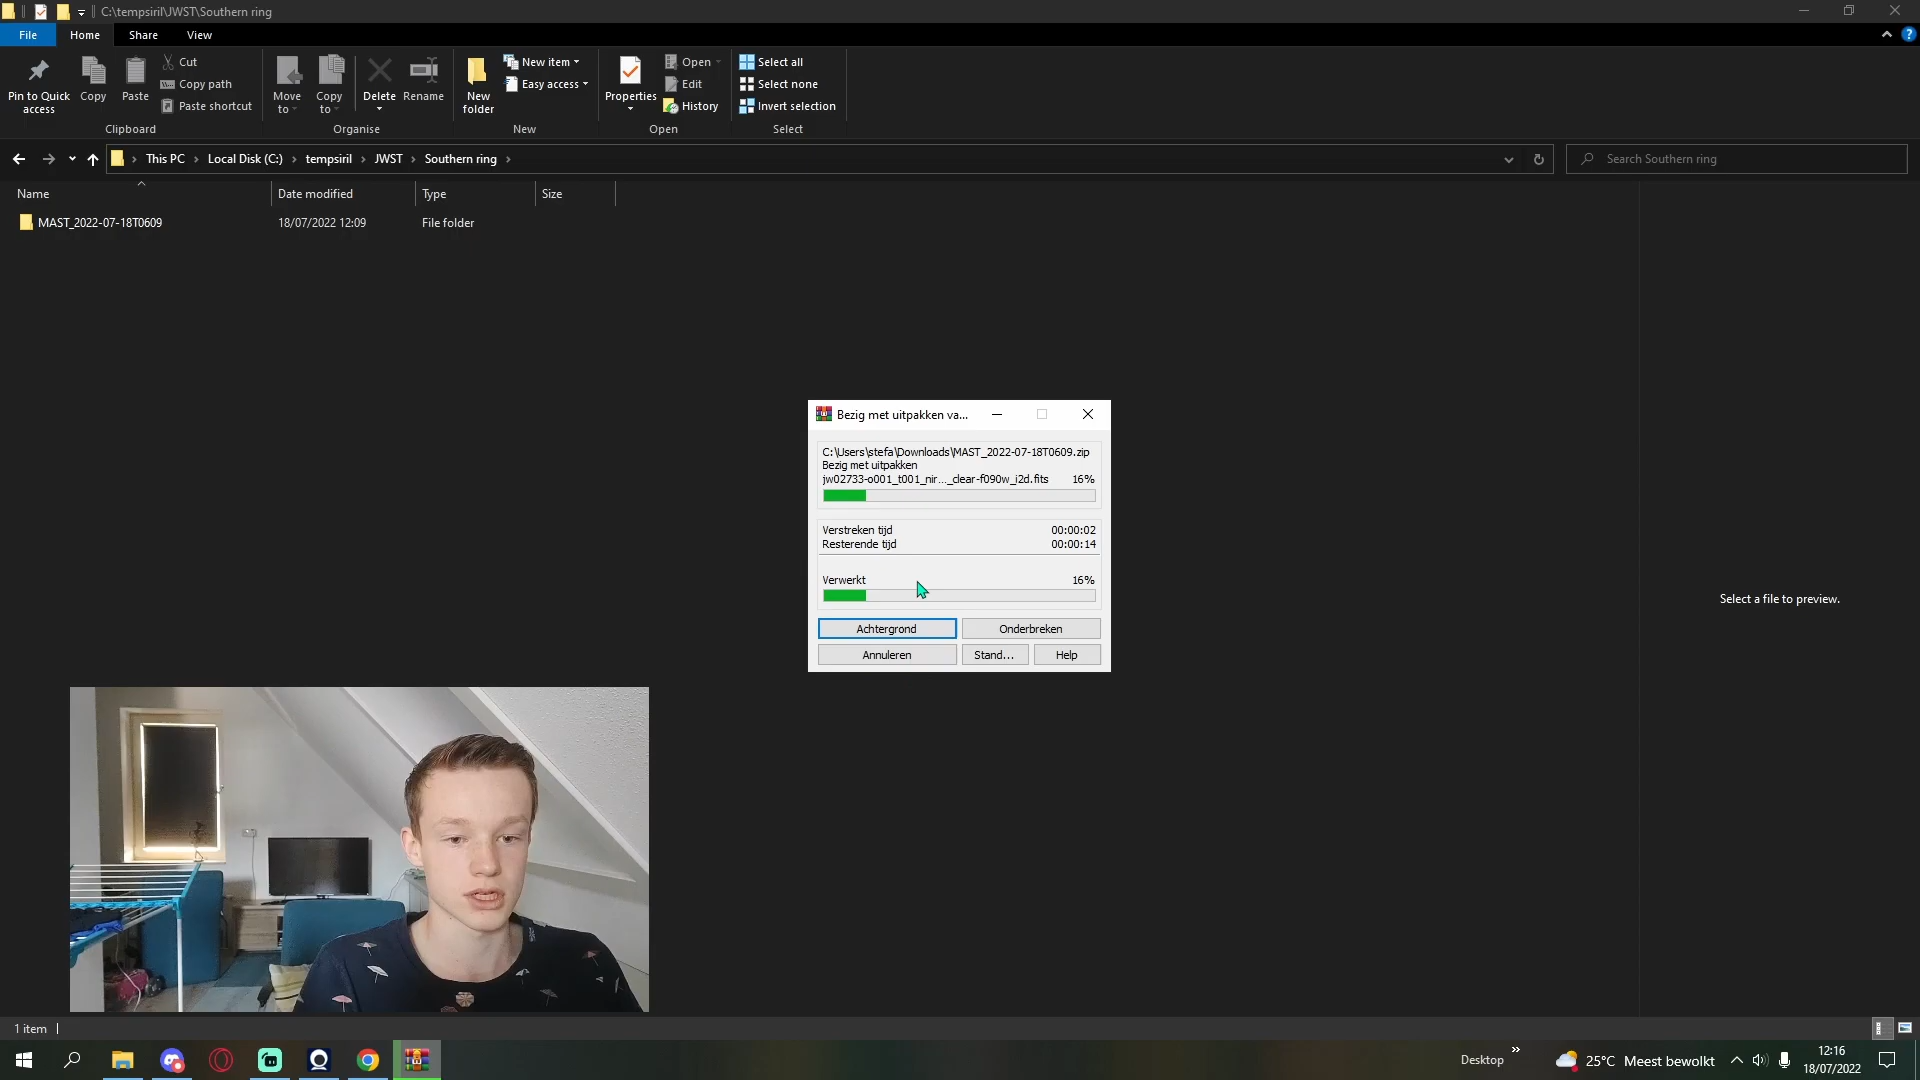 C:\tempsiril\JWST\Southern ring
File Home Share View
Pin to Quick access
Copy
Paste
Cut
Copy path
Paste shortcut
Clipboard
Move to
Copy to
Delete
Rename
Organise
New folder
New item
Easy access
New
Properties
Open
Edit
History
Open
Select all
Select none
Invert selection
Select
This PC › Local Disk (C:) › tempsiril › JWST › Southern ring ›
Search Southern ring
Name Date modified Type Size
MAST_2022-07-18T0609 18/07/2022 12:09 File folder
Select a file to preview.
Bezig met uitpakken va...
C:\Users\stefa\Downloads\MAST_2022-07-18T0609.zip
Bezig met uitpakken
jw02733-o001_t001_nir..._clear-f090w_i2d.fits 16%
Verstreken tijd 00:00:02
Resterende tijd 00:00:14
Verwerkt 16%
Achtergrond Onderbreken
Annuleren Stand... Help
1 item
Desktop
25°C Meest bewolkt
12:16
18/07/2022